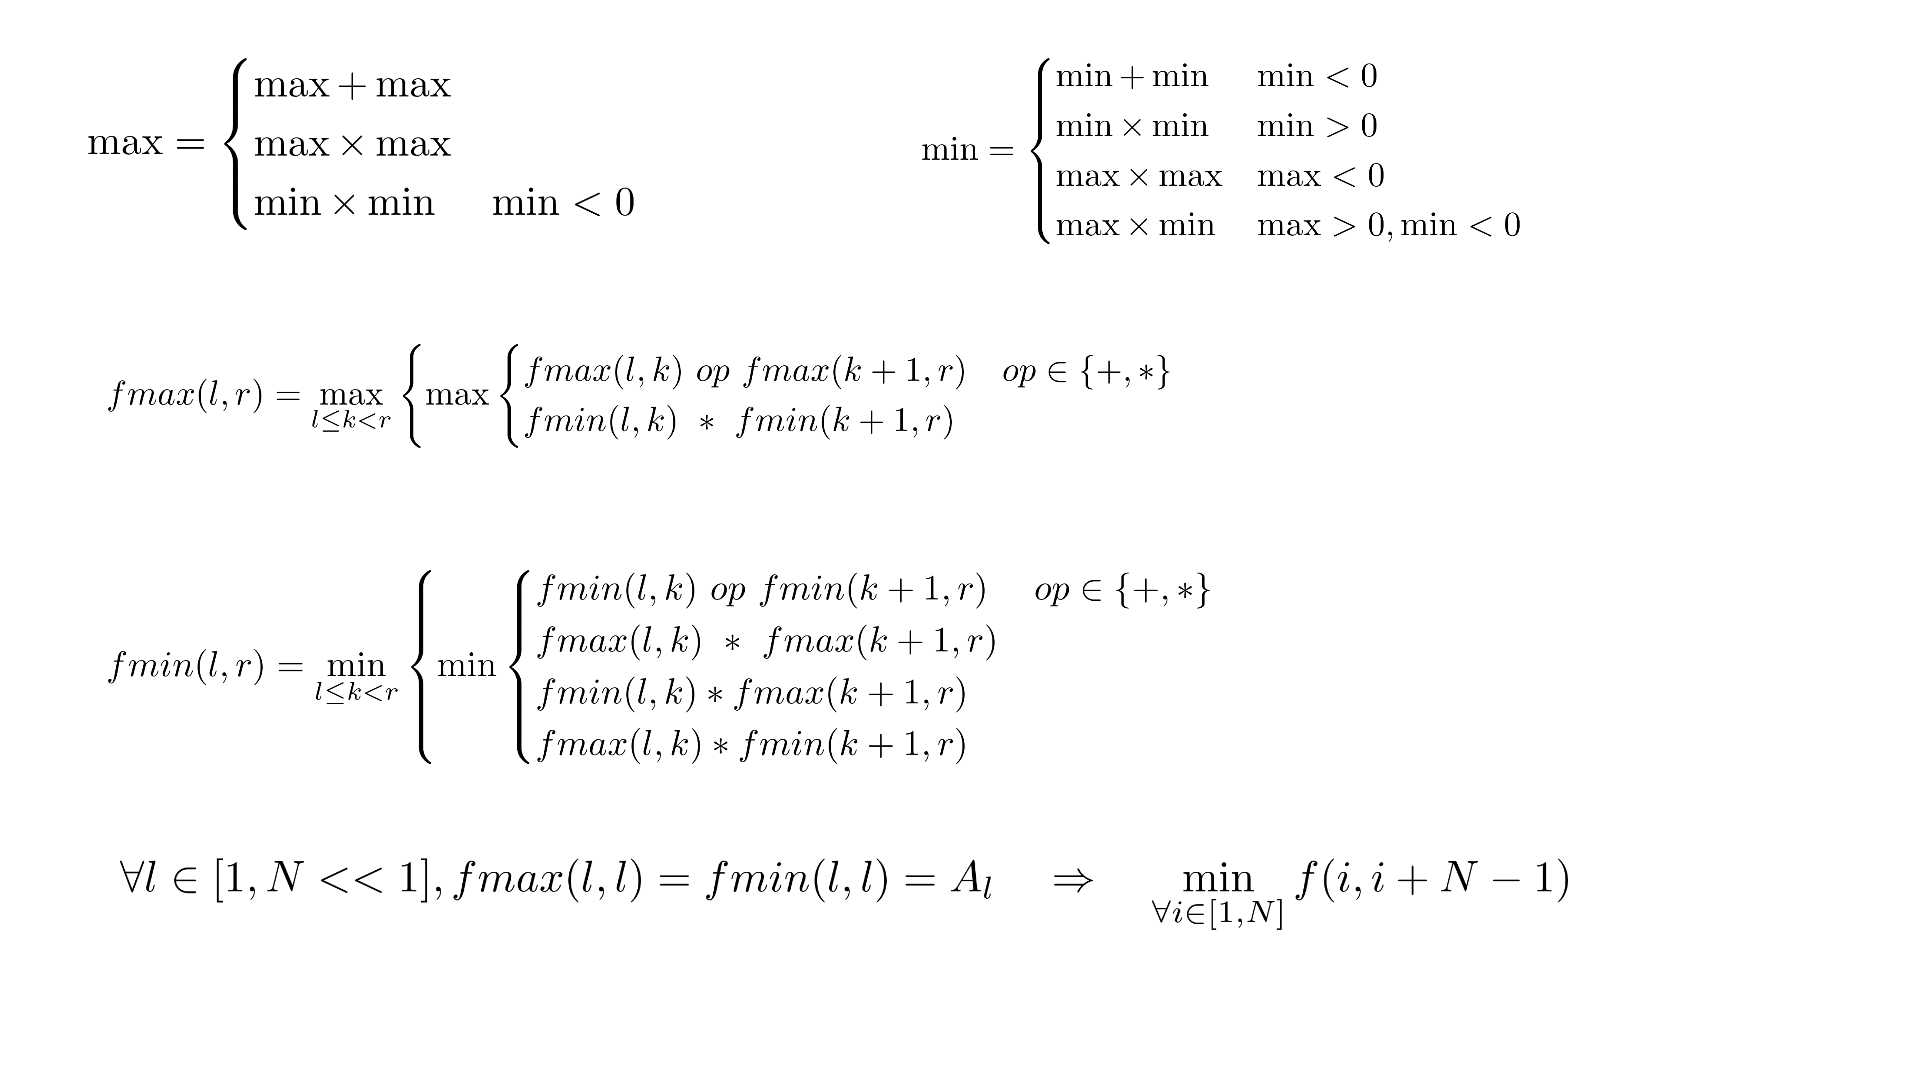 max = { max + max
max × max
min × min min < 0
min = { min + min min < 0
min × min min > 0
max × max max < 0
max × min max > 0, min < 0
fmax(l, r) = max l≤k<r { max { fmax(l, k) op fmax(k + 1, r) op ∈ {+, *}
fmin(l, k) * fmin(k + 1, r)
fmin(l, r) = min l≤k<r { min { fmin(l, k) op fmin(k + 1, r) op ∈ {+, *}
fmax(l, k) * fmax(k + 1, r)
fmin(l, k) * fmax(k + 1, r)
fmax(l, k) * fmin(k + 1, r)
∀l ∈ [1, N << 1], fmax(l, l) = fmin(l, l) = A_l ⇒ min ∀i∈[1,N] f(i, i + N − 1)